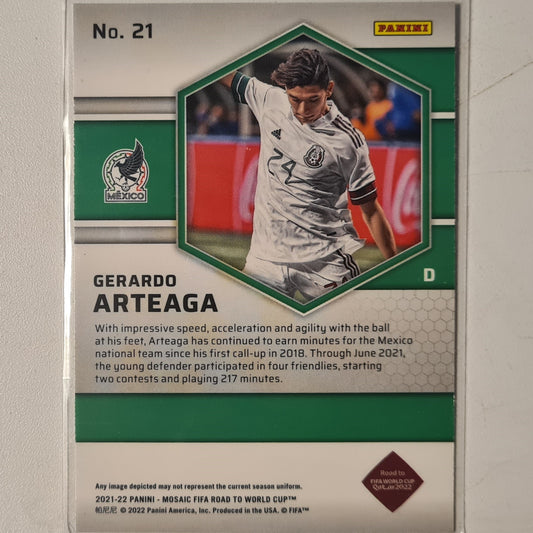 No. 21
PANINI
MÉXICO
24
D
GERARDO
ARTEAGA
With impressive speed, acceleration and agility with the ball
at his feet, Arteaga has continued to earn minutes for the Mexico
national team since his first call-up in 2018. Through June 2021,
the young defender participated in four friendlies, starting
two contests and playing 217 minutes.
Any image depicted may not represent the current season uniform.
2021-22 PANINI - MOSAIC FIFA ROAD TO WORLD CUP™
帕尼尼 © 2022 Panini America, Inc. Produced in the USA. © FIFA™
Road to
FIFA WORLD CUP
Qatar2022